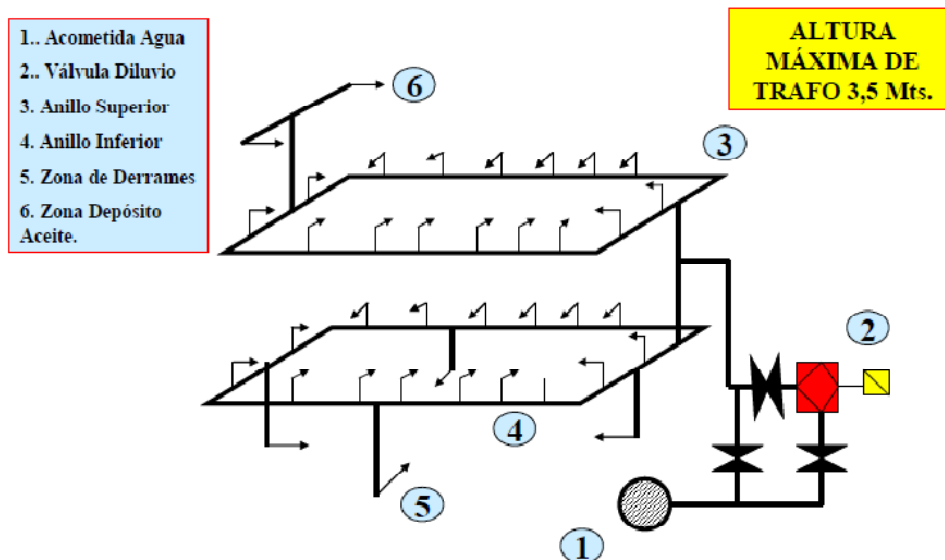 1.. Acometida Agua
2.. Válvula Diluvio
3. Anillo Superior
4. Anillo Inferior
5. Zona de Derrames
6. Zona Depósito
Aceite.
ALTURA
MÁXIMA DE
TRAFO 3,5 Mts.
6
3
2
4
5
1